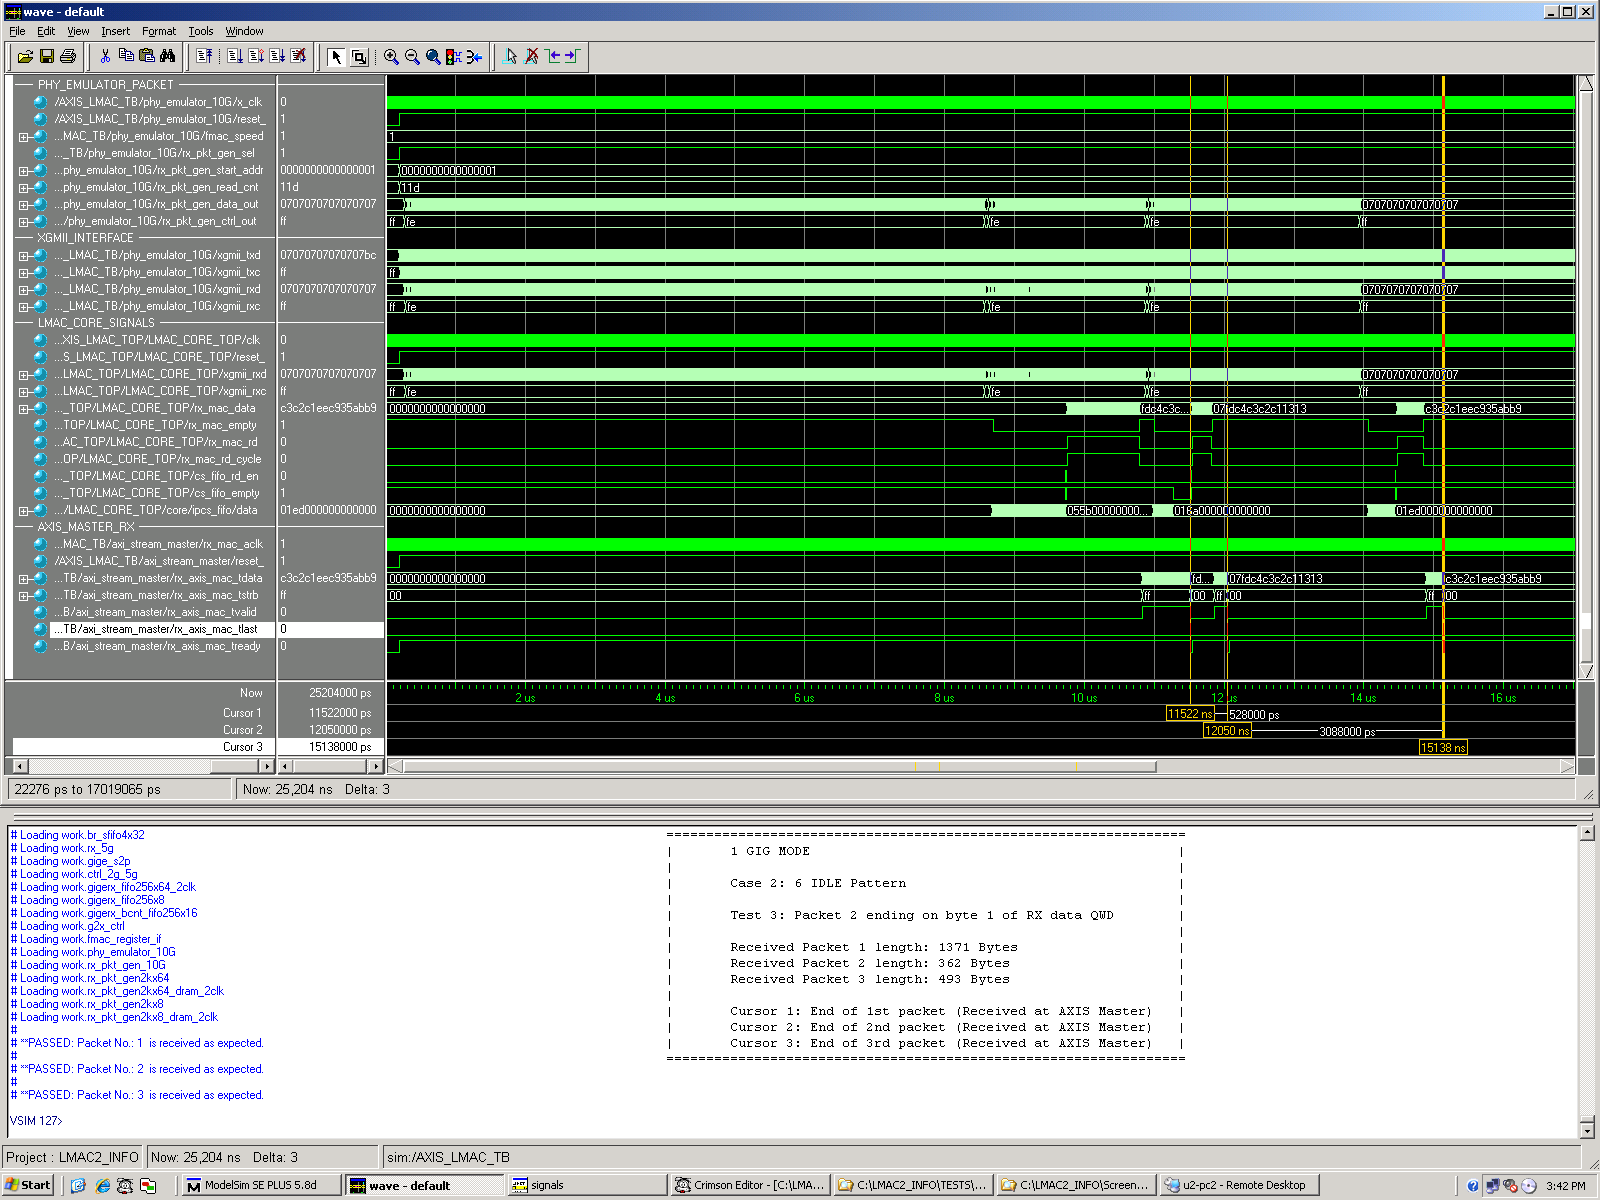 wave - default
File Edit View Insert Format Tools Window
PHY_EMULATOR_PACKET
/AXIS_LMAC_TB/phy_emulator_10G/x_clk 0
/AXIS_LMAC_TB/phy_emulator_10G/reset_ 1
...MAC_TB/phy_emulator_10G/fmac_speed 1 1
..._TB/phy_emulator_10G/rx_pkt_gen_sel 1
...phy_emulator_10G/rx_pkt_gen_start_addr 0000000000000001 0000000000000001
...phy_emulator_10G/rx_pkt_gen_read_cnt 11d 11d
...phy_emulator_10G/rx_pkt_gen_data_out 0707070707070707 0707070707070707
.../phy_emulator_10G/rx_pkt_gen_ctrl_out ff ff fe fe fe ff
XGMII_INTERFACE
..._LMAC_TB/phy_emulator_10G/xgmii_txd 07070707070707bc
..._LMAC_TB/phy_emulator_10G/xgmii_txc ff ff
..._LMAC_TB/phy_emulator_10G/xgmii_rxd 0707070707070707 0707070707070707
..._LMAC_TB/phy_emulator_10G/xgmii_rxc ff ff fe fe fe ff
LMAC_CORE_SIGNALS
...XIS_LMAC_TOP/LMAC_CORE_TOP/clk 0
...S_LMAC_TOP/LMAC_CORE_TOP/reset_ 1
...LMAC_TOP/LMAC_CORE_TOP/xgmii_rxd 0707070707070707 0707070707070707
...LMAC_TOP/LMAC_CORE_TOP/xgmii_rxc ff ff fe fe fe ff
..._TOP/LMAC_CORE_TOP/rx_mac_data c3c2c1eec935abb9 0000000000000000 fdc4c3c... 07fdc4c3c2c11313 c3c2c1eec935abb9
...TOP/LMAC_CORE_TOP/rx_mac_empty 1
...AC_TOP/LMAC_CORE_TOP/rx_mac_rd 0
...OP/LMAC_CORE_TOP/rx_mac_rd_cycle 0
..._TOP/LMAC_CORE_TOP/cs_fifo_rd_en 0
..._TOP/LMAC_CORE_TOP/cs_fifo_empty 1
.../LMAC_CORE_TOP/core/ipcs_fifo/data 01ed000000000000 0000000000000000 055b00000000... 016a000000000000 01ed000000000000
AXIS_MASTER_RX
...MAC_TB/axi_stream_master/rx_mac_aclk 1
/AXIS_LMAC_TB/axi_stream_master/reset_ 1
...TB/axi_stream_master/rx_axis_mac_tdata c3c2c1eec935abb9 0000000000000000 fd... 07fdc4c3c2c11313 c3c2c1eec935abb9
...TB/axi_stream_master/rx_axis_mac_tstrb ff 00 ff 00 ff 00 ff 00
...B/axi_stream_master/rx_axis_mac_tvalid 0
...TB/axi_stream_master/rx_axis_mac_tlast 0
...B/axi_stream_master/rx_axis_mac_tready 0
Now 25204000 ps 2 us 4 us 6 us 8 us 10 us 12 us 14 us 16 us
Cursor 1 11522000 ps 11522 ns 528000 ps
Cursor 2 12050000 ps 12050 ns 3088000 ps
Cursor 3 15138000 ps 15138 ns
22276 ps to 17019065 ps Now: 25,204 ns Delta: 3
# Loading work.br_sfifo4x32
# Loading work.rx_5g
# Loading work.gige_s2p
# Loading work.ctrl_2g_5g
# Loading work.gigerx_fifo256x64_2clk
# Loading work.gigerx_fifo256x8
# Loading work.gigerx_bcnt_fifo256x16
# Loading work.g2x_ctrl
# Loading work.fmac_register_if
# Loading work.phy_emulator_10G
# Loading work.rx_pkt_gen_10G
# Loading work.rx_pkt_gen2kx64
# Loading work.rx_pkt_gen2kx64_dram_2clk
# Loading work.rx_pkt_gen2kx8
# Loading work.rx_pkt_gen2kx8_dram_2clk
#
# **PASSED: Packet No.: 1 is received as expected.
#
# **PASSED: Packet No.: 2 is received as expected.
#
# **PASSED: Packet No.: 3 is received as expected.
VSIM 127>
1 GIG MODE
Case 2: 6 IDLE Pattern
Test 3: Packet 2 ending on byte 1 of RX data QWD
Received Packet 1 length: 1371 Bytes
Received Packet 2 length: 362 Bytes
Received Packet 3 length: 493 Bytes
Cursor 1: End of 1st packet (Received at AXIS Master)
Cursor 2: End of 2nd packet (Received at AXIS Master)
Cursor 3: End of 3rd packet (Received at AXIS Master)
Project : LMAC2_INFO Now: 25,204 ns Delta: 3 sim:/AXIS_LMAC_TB
Start ModelSim SE PLUS 5.8d wave - default signals Crimson Editor - [C:\LMA... C:\LMAC2_INFO\TESTS\... C:\LMAC2_INFO\Screen... u2-pc2 - Remote Desktop 3:42 PM